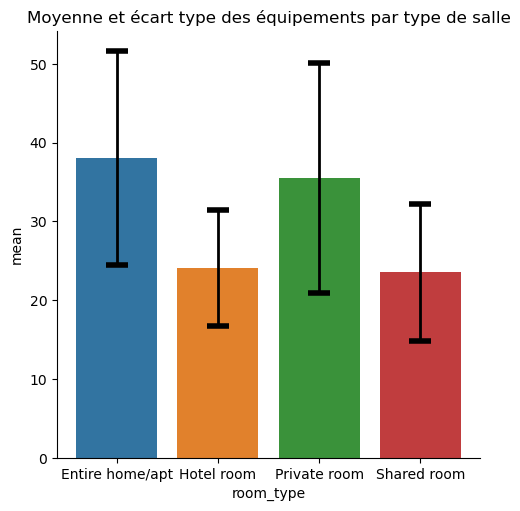 Moyenne et écart type des équipements par type de salle
50
40
30
20
10
0
mean
Entire home/apt Hotel room Private room Shared room
room_type